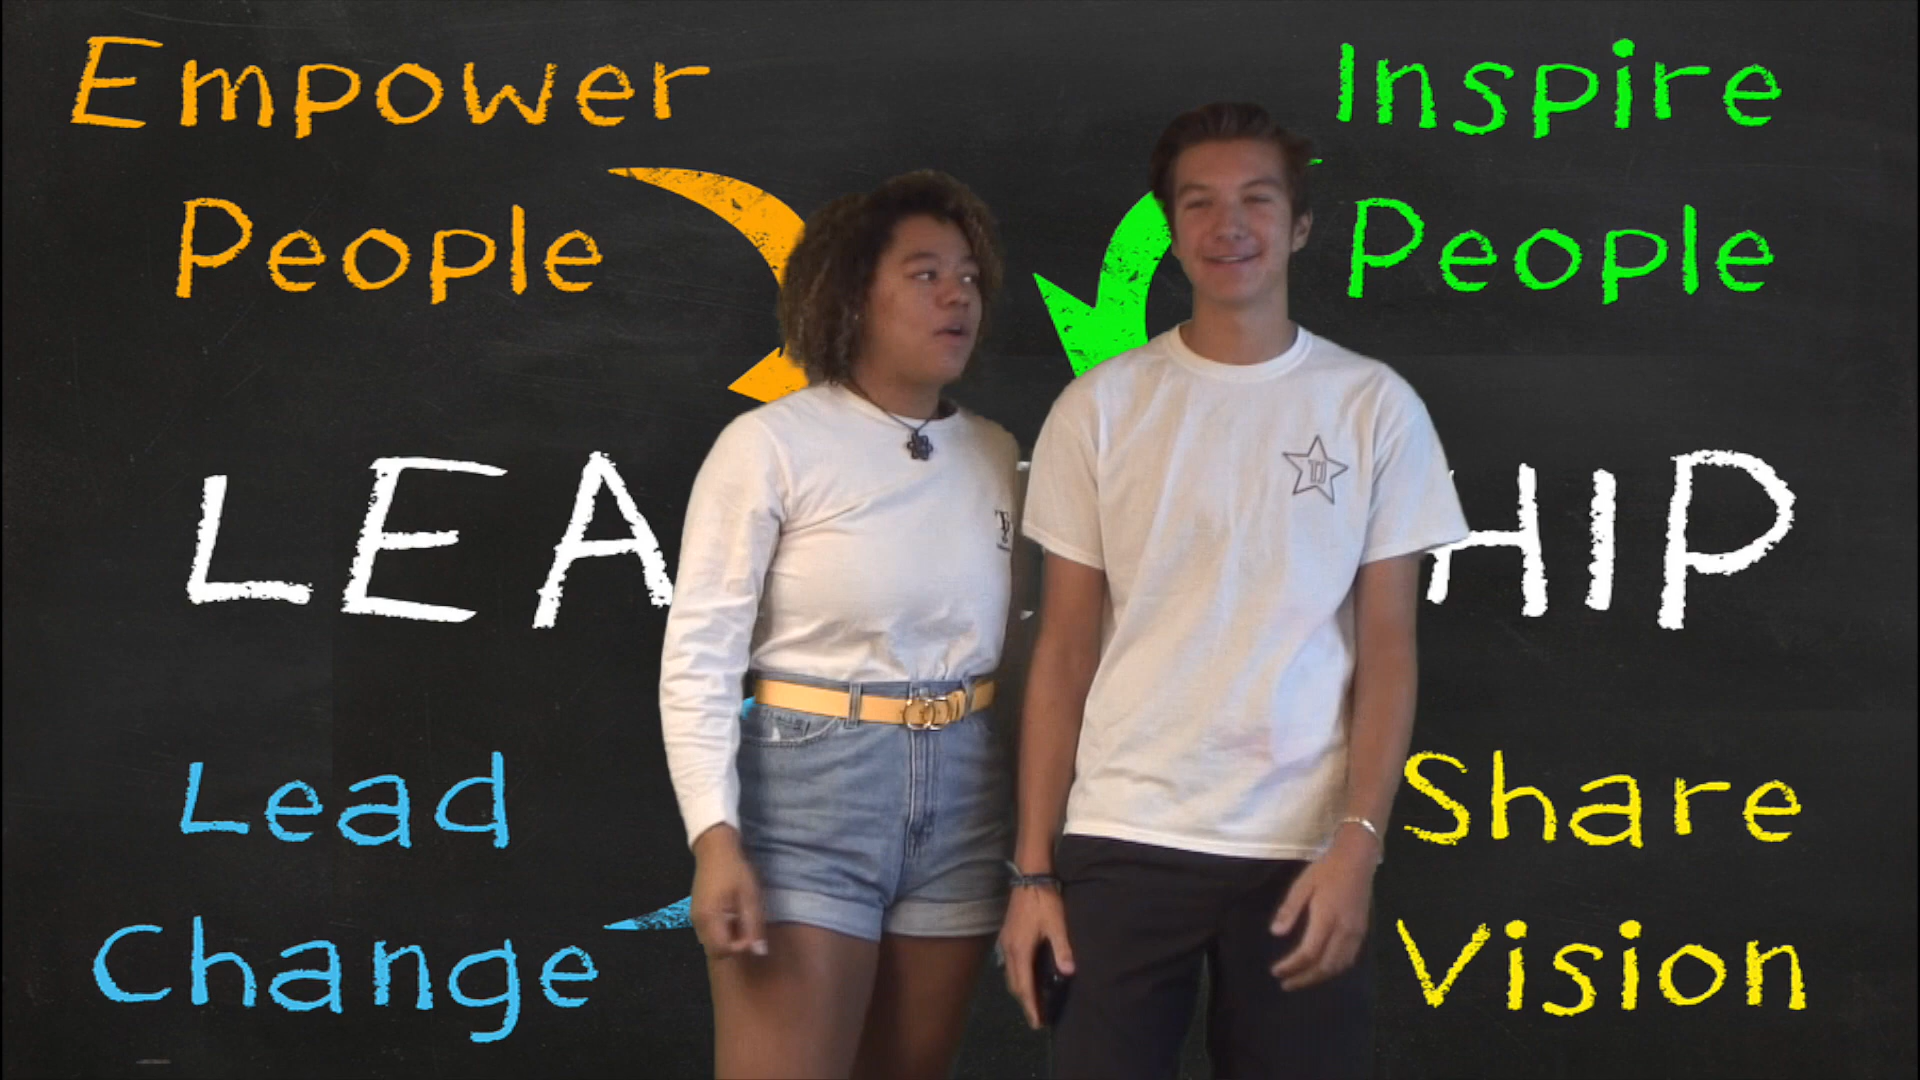 Empower
People
Inspire
People
LEA
HIP
Lead
Change
Share
Vision